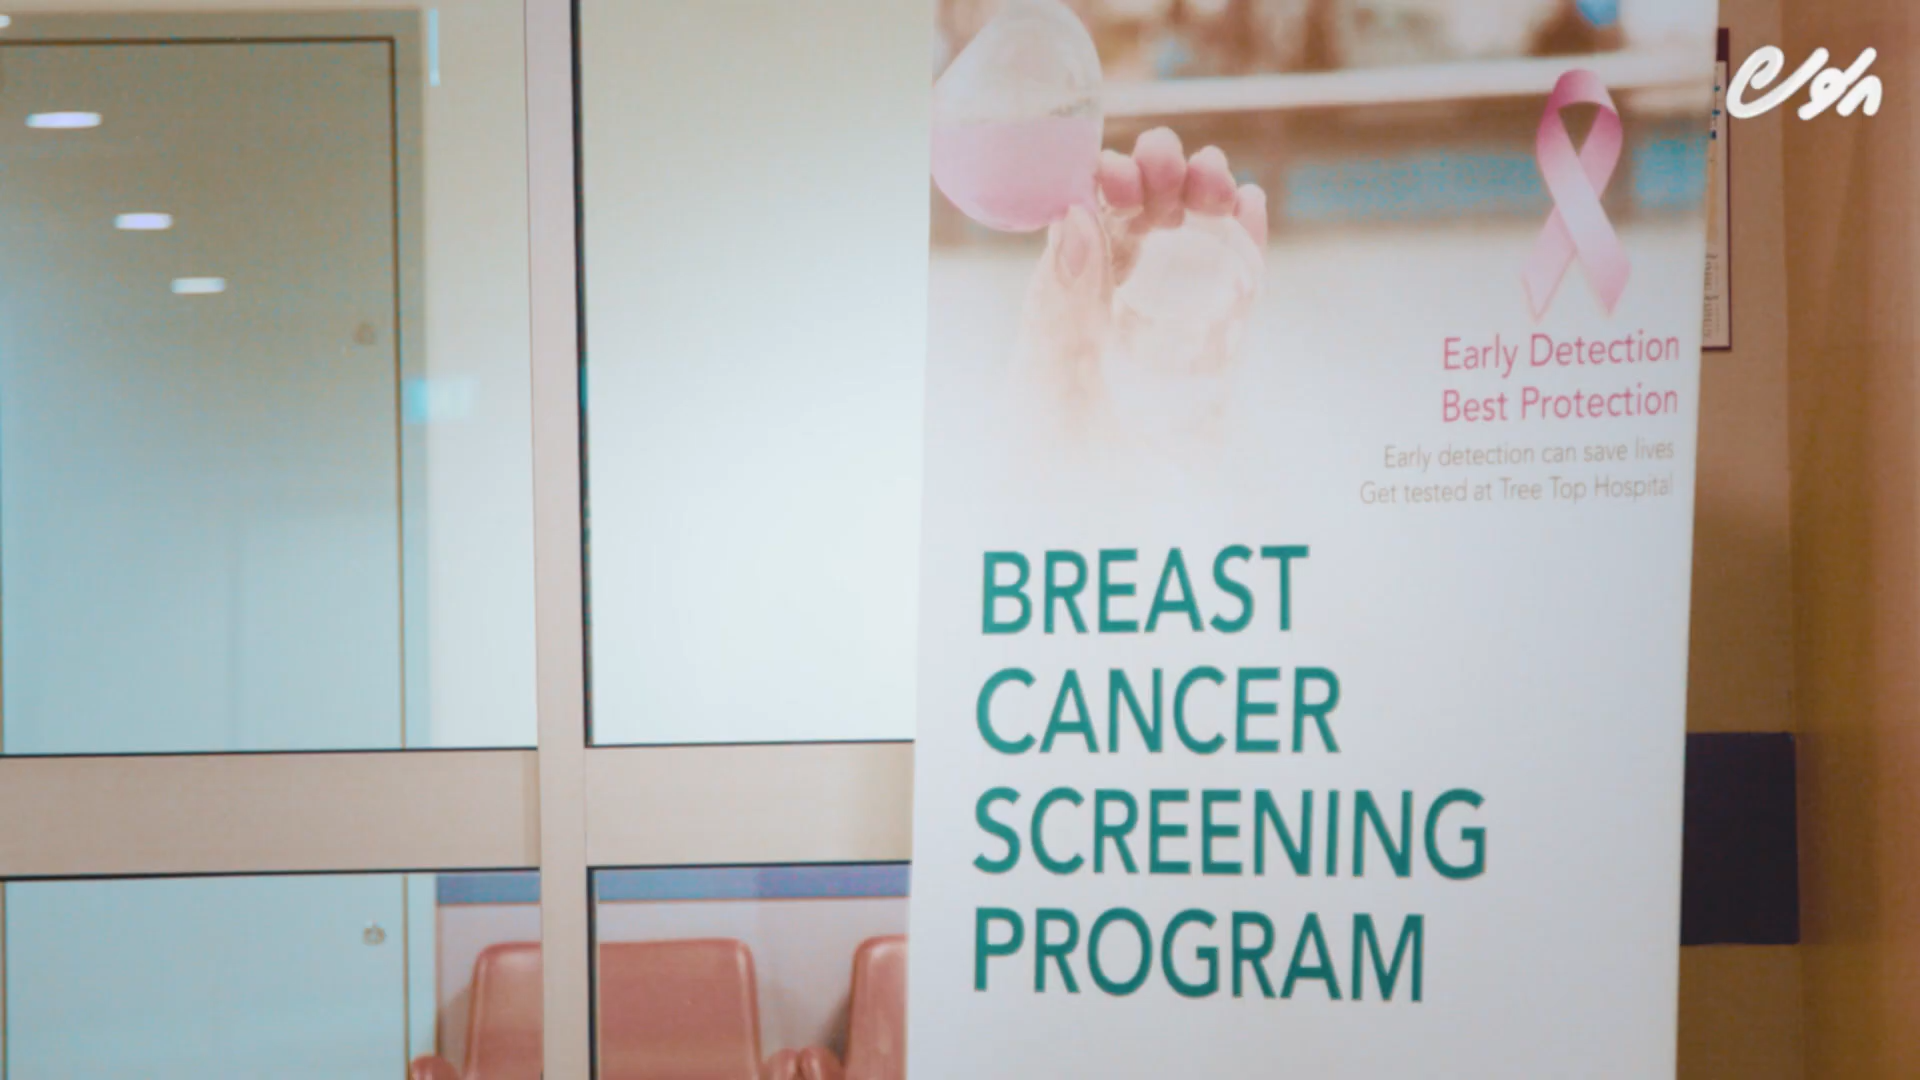 Early Detection
Best Protection
Early detection can save lives
Get tested at Tree Top Hospital
BREAST
CANCER
SCREENING
PROGRAM